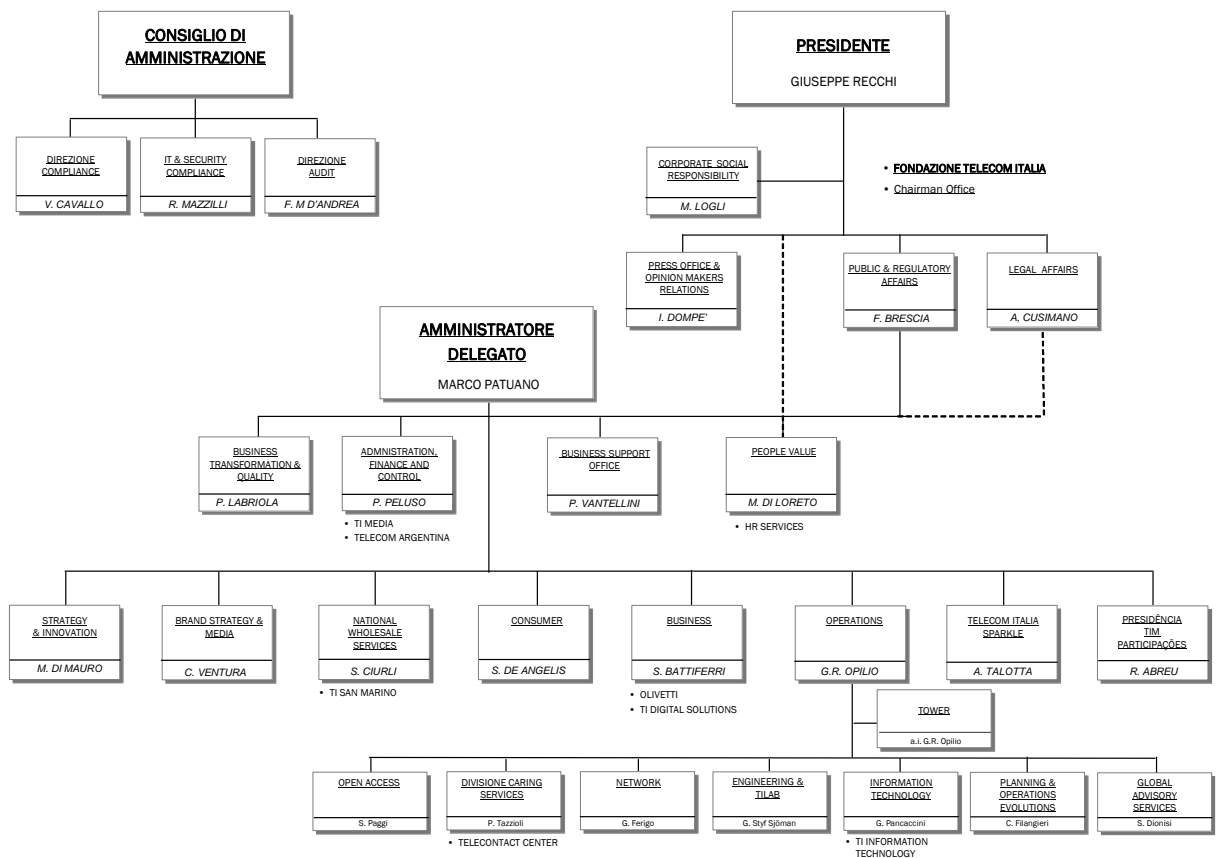 CONSIGLIO DI
AMMINISTRAZIONE
DIREZIONE
COMPLIANCE
V. CAVALLO
IT & SECURITY
COMPLIANCE
R. MAZZILLI
DIREZIONE
AUDIT
F. M D'ANDREA
PRESIDENTE
GIUSEPPE RECCHI
CORPORATE SOCIAL
RESPONSIBILITY
M. LOGLI
• FONDAZIONE TELECOM ITALIA
• Chairman Office
PRESS OFFICE &
OPINION MAKERS
RELATIONS
I. DOMPE'
PUBLIC & REGULATORY
AFFAIRS
F. BRESCIA
LEGAL AFFAIRS
A, CUSIMANO
AMMINISTRATORE
DELEGATO
MARCO PATUANO
BUSINESS
TRANSFORMATION &
QUALITY
P. LABRIOLA
ADMNISTRATION,
FINANCE AND
CONTROL
P. PELUSO
• TI MEDIA
• TELECOM ARGENTINA
BUSINESS SUPPORT
OFFICE
P. VANTELLINI
PEOPLE VALUE
M. DI LORETO
• HR SERVICES
STRATEGY
& INNOVATION
M. DI MAURO
BRAND STRATEGY &
MEDIA
C. VENTURA
NATIONAL
WHOLESALE
SERVICES
S. CIURLI
• TI SAN MARINO
CONSUMER
S. DE ANGELIS
BUSINESS
S. BATTIFERRI
• OLIVETTI
• TI DIGITAL SOLUTIONS
OPERATIONS
G.R. OPILIO
TELECOM ITALIA
SPARKLE
A. TALOTTA
PRESIDÊNCIA
TIM
PARTICIPAÇÕES
R. ABREU
TOWER
a.i. G.R. Opilio
OPEN ACCESS
S. Paggi
DIVISIONE CARING
SERVICES
P. Tazzioli
• TELECONTACT CENTER
NETWORK
G. Ferigo
ENGINEERING &
TILAB
G. Styf Sjöman
INFORMATION
TECHNOLOGY
G. Pancaccini
• TI INFORMATION
TECHNOLOGY
PLANNING &
OPERATIONS
EVOLUTIONS
C. Filangieri
GLOBAL
ADVISORY
SERVICES
S. Dionisi